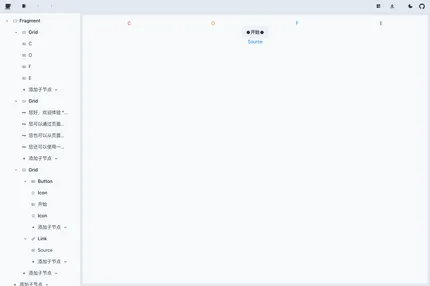 Fragment
Grid
C
O
F
E
添加子节点 +
Grid
您好，欢迎体验 "...
您可以通过页面...
您也可以从页面...
您还可以使用一...
添加子节点 +
Grid
Button
Icon
开始
Icon
添加子节点 +
Link
Source
添加子节点 +
添加子节点 +
添加子节点 +
C O F E
开始
Source